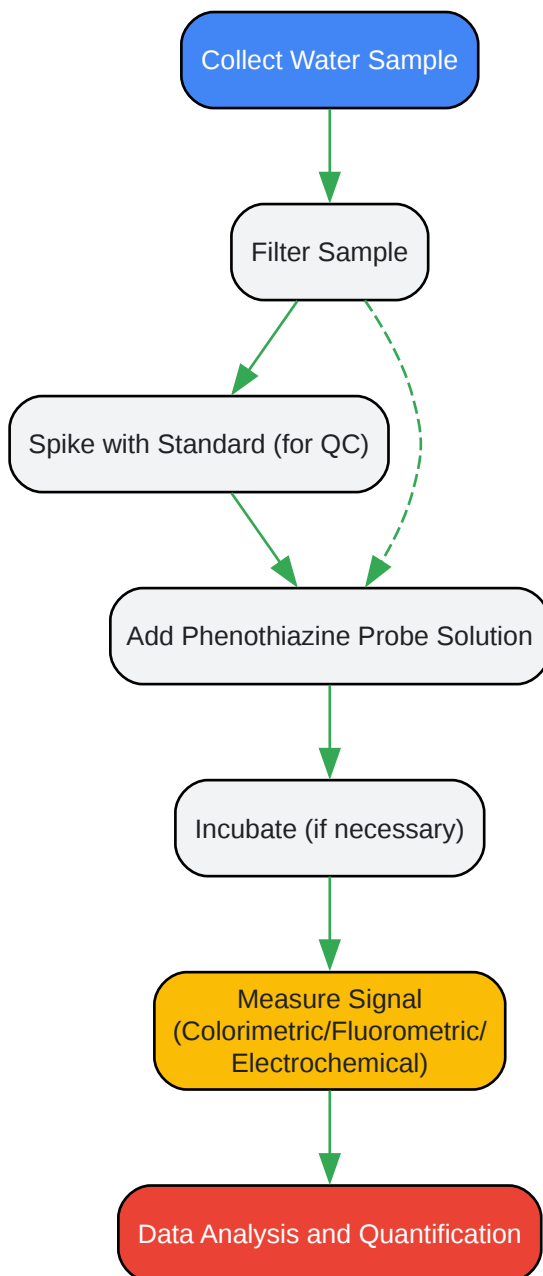 Collect Water Sample
Filter Sample
Spike with Standard (for QC)
Add Phenothiazine Probe Solution
Incubate (if necessary)
Measure Signal
(Colorimetric/Fluorometric/
Electrochemical)
Data Analysis and Quantification